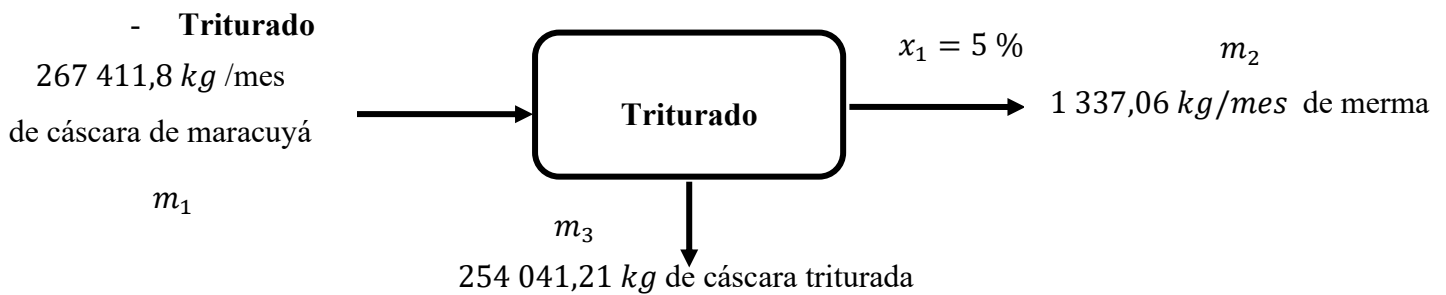 - Triturado
267 411,8 kg /mes
de cáscara de maracuyá
m₁
Triturado
x₁ = 5 %
m₂
1 337,06 kg/mes de merma
m₃
254 041,21 kg de cáscara triturada